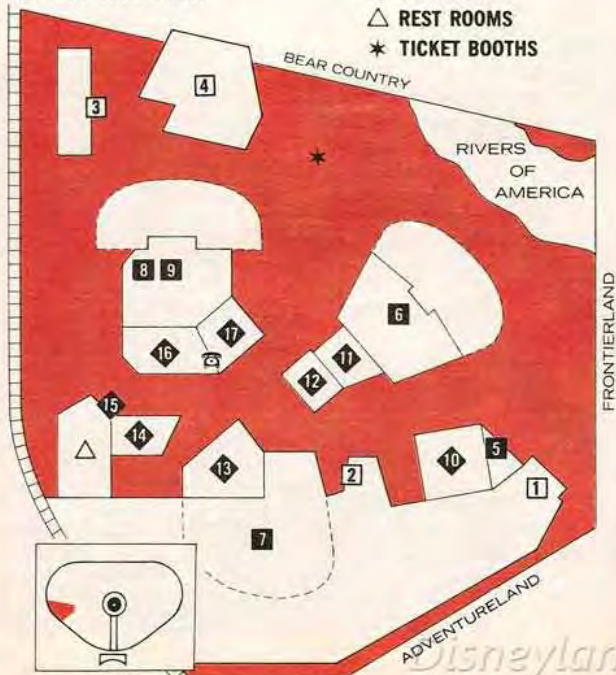 REST ROOMS
TICKET BOOTHS
BEAR COUNTRY
3
4
RIVERS
OF
AMERICA
8 9
6
FRONTIERLAND
17
16
11
12
15
14
13
10
5
2
1
7
ADVENTURELAND
Disneylan